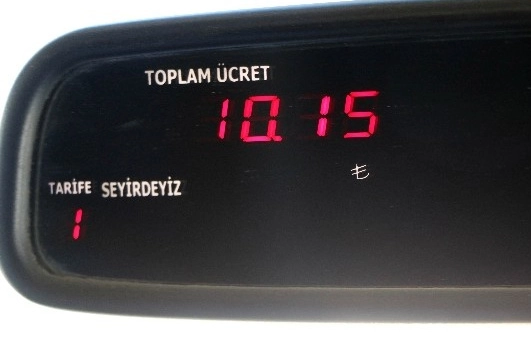 TOPLAM ÜCRET
10.15
₺
TARİFE SEYİRDEYİZ
1